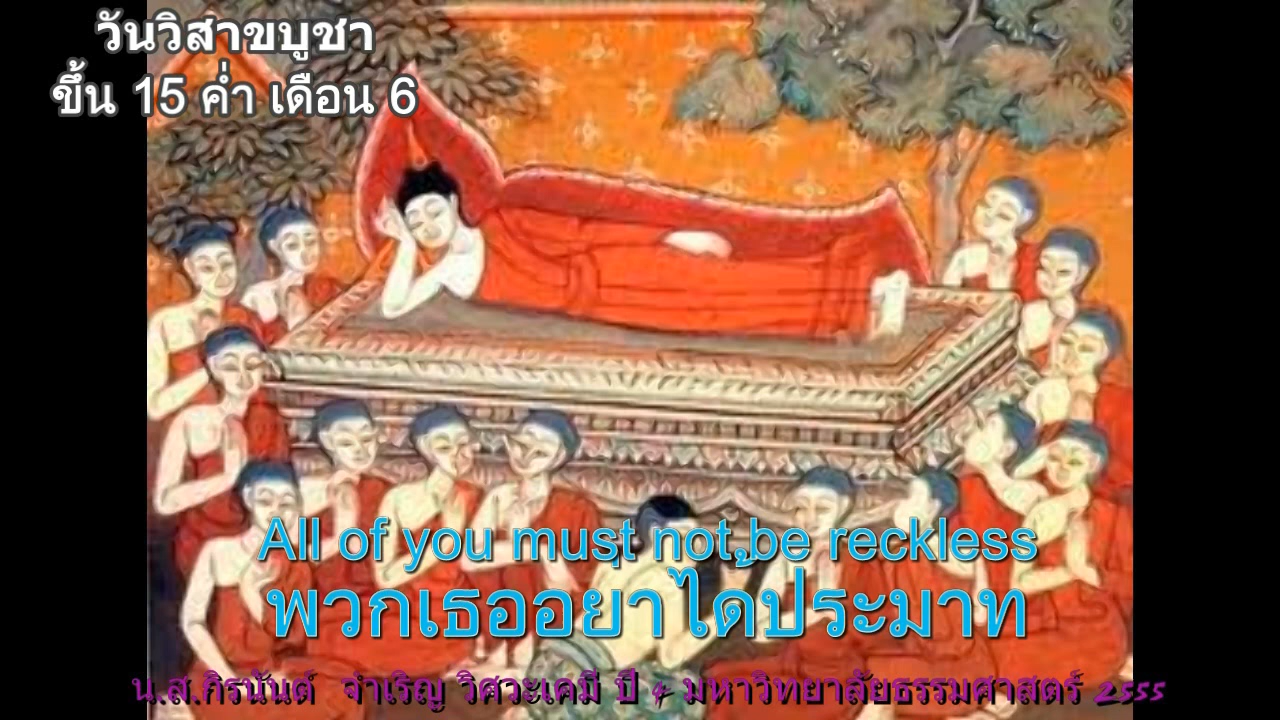 วันวิสาขบูชา
ขึ้น 15 ค่ำ เดือน 6
All of you must not be reckless
พวกเธออย่าได้ประมาท
น.ส.กิรนันต์ จำเริญ วิศวะเคมี ปี 4 มหาวิทยาลัยธรรมศาสตร์ 2555